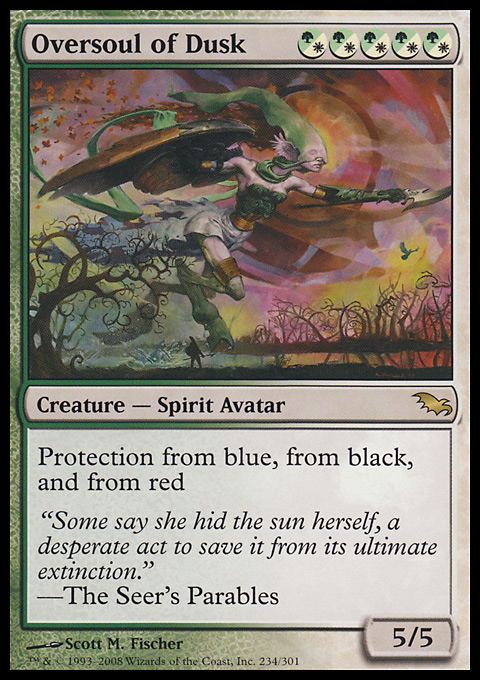 Oversoul of Dusk
Creature — Spirit Avatar
Protection from blue, from black,
and from red
“Some say she hid the sun herself, a
desperate act to save it from its ultimate
extinction.”
—The Seer's Parables
5/5
Scott M. Fischer
™ & 1993–2008 Wizards of the Coast, Inc. 234/301